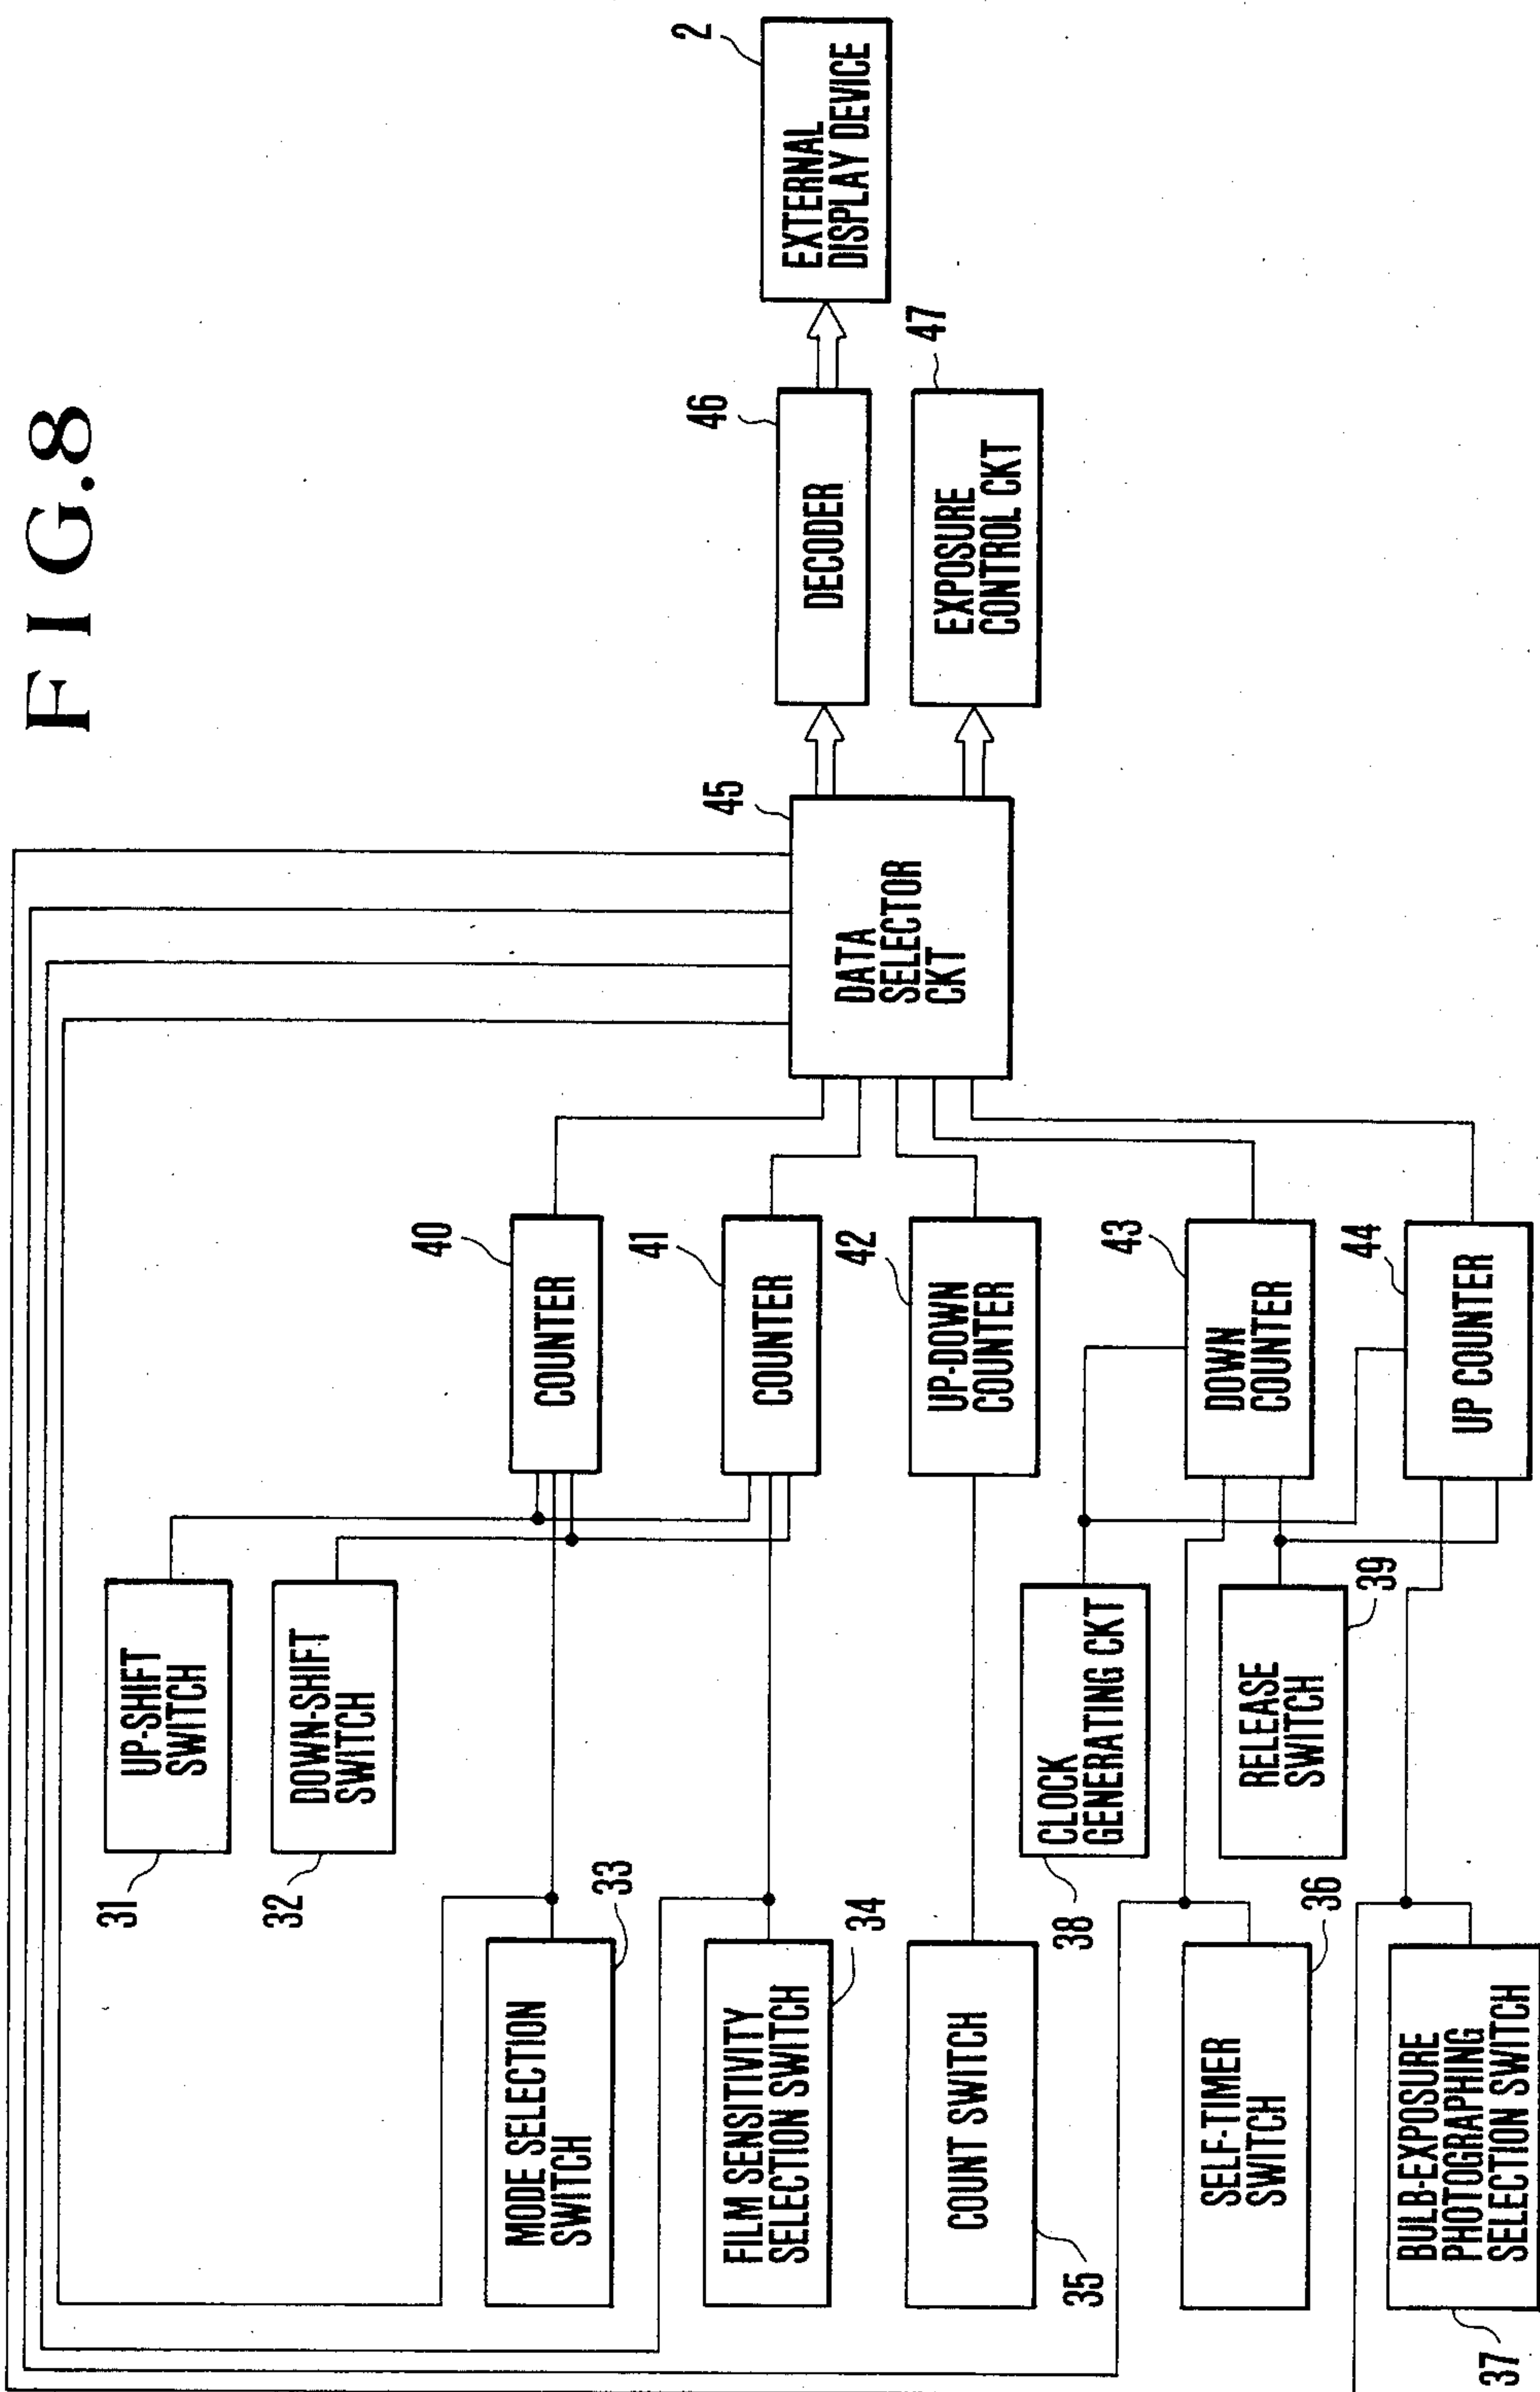 FIG.8
UP-SHIFT
SWITCH
31
DOWN-SHIFT
SWITCH
32
MODE SELECTION
SWITCH
33
FILM SENSITIVITY
SELECTION SWITCH
34
COUNT SWITCH
35
SELF-TIMER
SWITCH
36
BULB-EXPOSURE
PHOTOGRAPHING
SELECTION SWITCH
37
CLOCK
GENERATING CKT
38
RELEASE
SWITCH
39
COUNTER
40
COUNTER
41
UP-DOWN
COUNTER
42
DOWN
COUNTER
43
UP COUNTER
44
DATA
SELECTOR
CKT
45
DECODER
46
EXPOSURE
CONTROL CKT
47
EXTERNAL
DISPLAY DEVICE
2